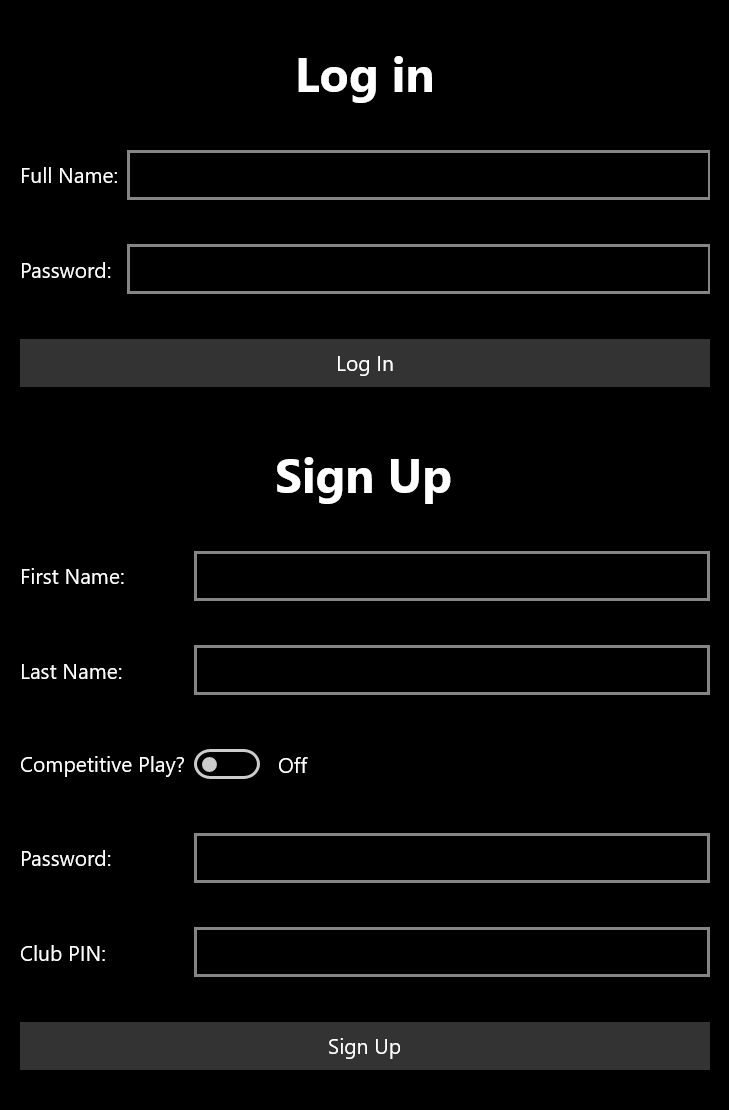 Log in
Full Name:
Password:
Log In
Sign Up
First Name:
Last Name:
Competitive Play? Off
Password:
Club PIN:
Sign Up